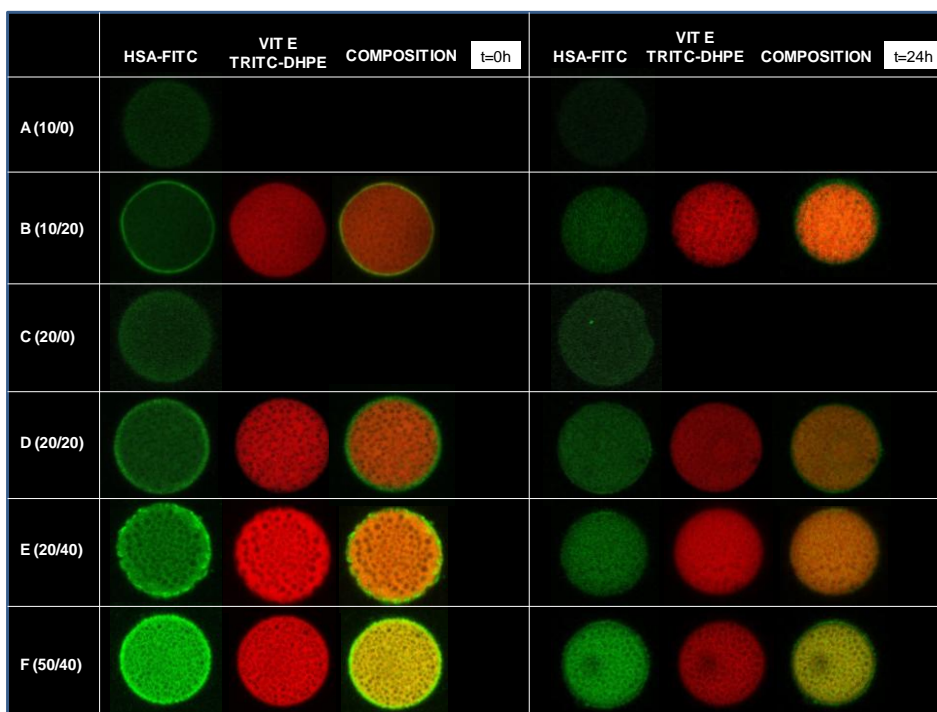 HSA-FITC
VIT E
TRITC-DHPE
COMPOSITION
t=0h
HSA-FITC
VIT E
TRITC-DHPE
COMPOSITION
t=24h
A (10/0)
B (10/20)
C (20/0)
D (20/20)
E (20/40)
F (50/40)